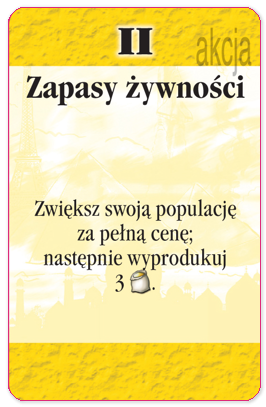 II
akcja
Zapasy żywności
Zwiększ swoją populację
za pełną cenę;
następnie wyprodukuj
3 .